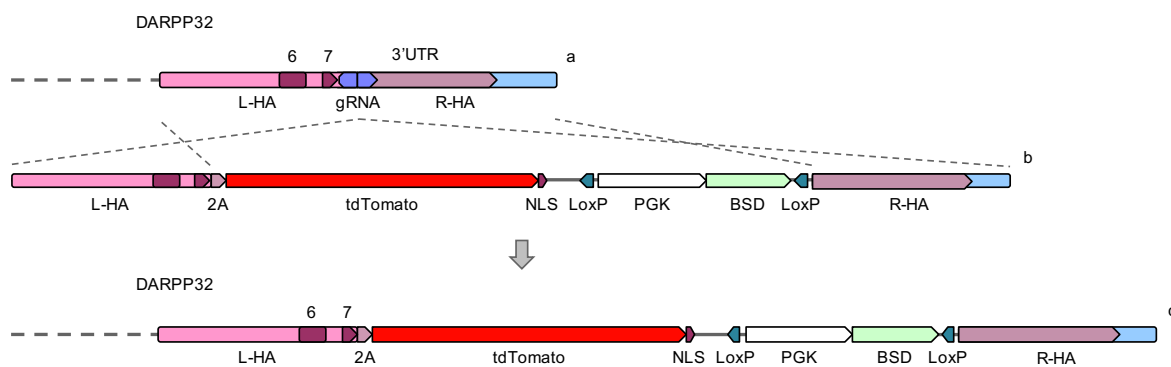 DARPP32
6 7 3’UTR a
L-HA gRNA R-HA
b
L-HA 2A tdTomato NLS LoxP PGK BSD LoxP R-HA
DARPP32
6 7 c
L-HA 2A tdTomato NLS LoxP PGK BSD LoxP R-HA